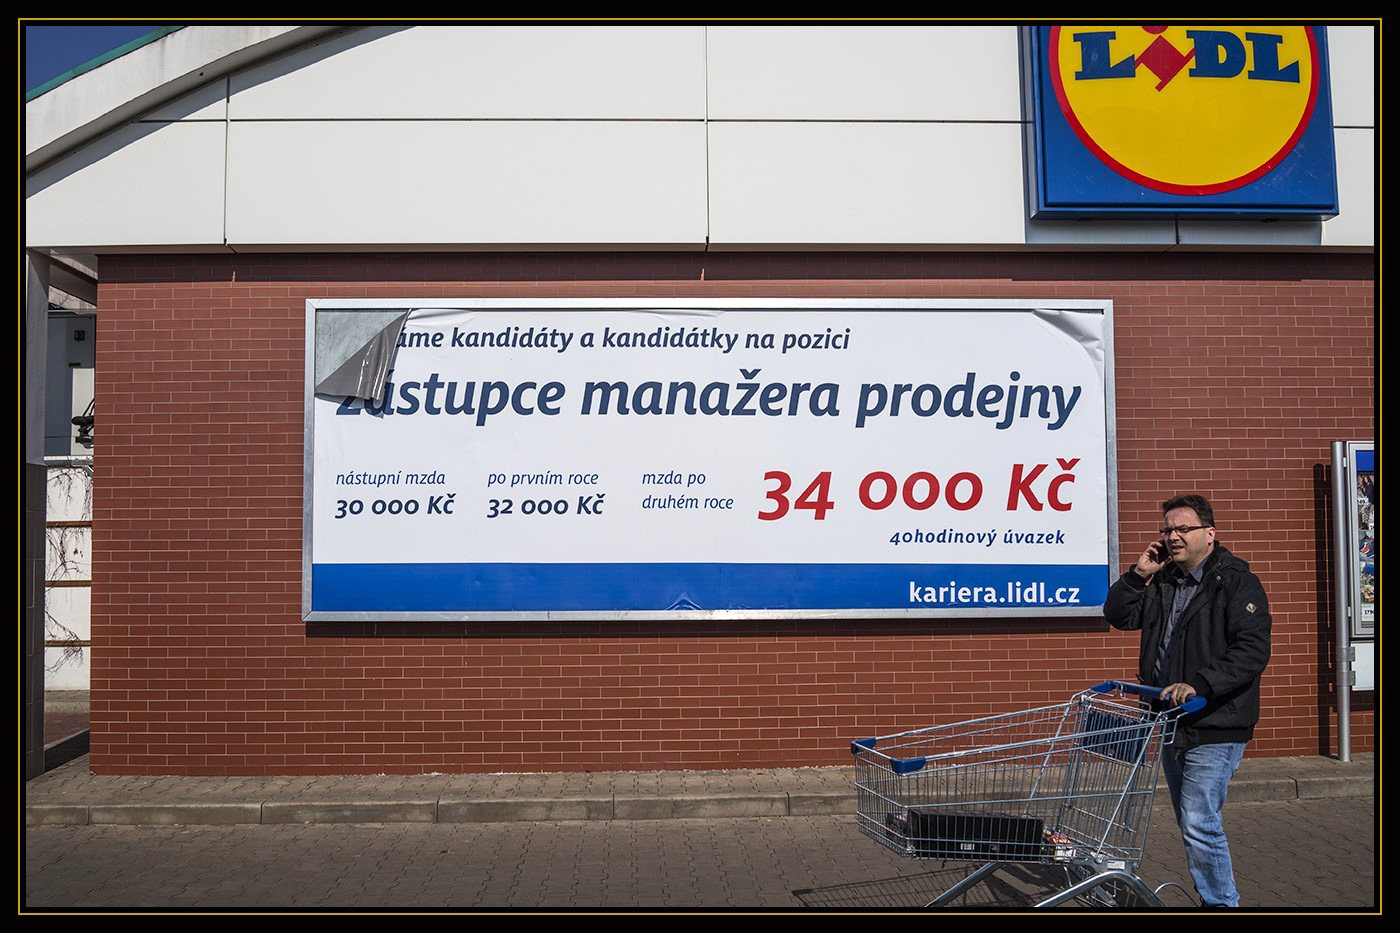 LIDL
áme kandidáty a kandidátky na pozici
zástupce manažera prodejny
nástupní mzda
30 000 Kč
po prvním roce
32 000 Kč
mzda po
druhém roce
34 000 Kč
40hodinový úvazek
kariera.lidl.cz